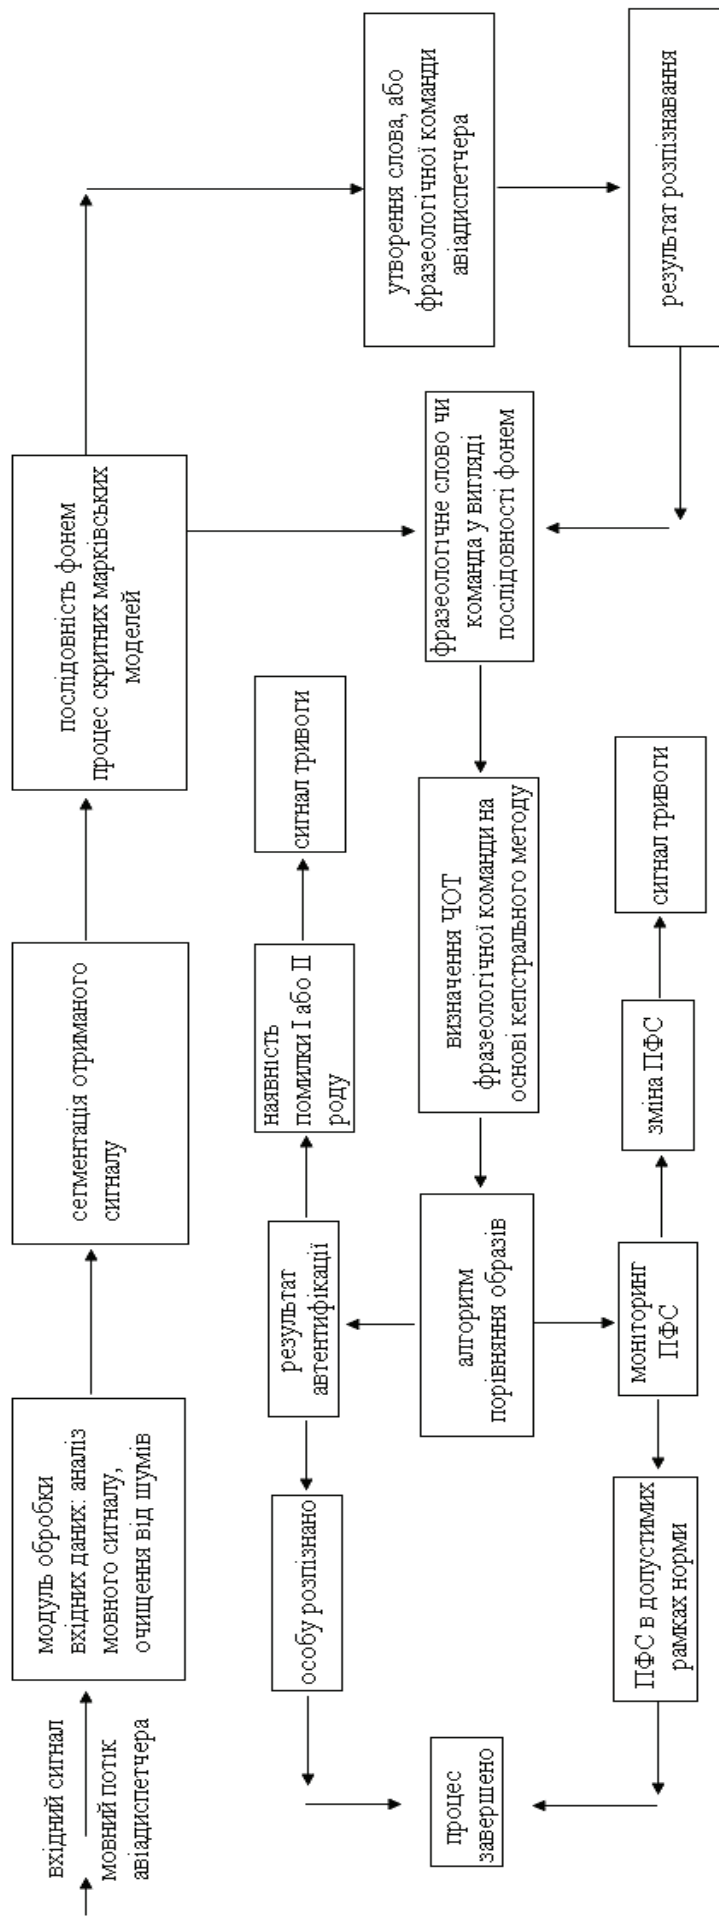 вхідний сигнал
мовний потік
авіадиспетчера
модуль обробки
вхідних даних: аналіз
мовного сигналу,
очищення від шумів
сегментація отриманого
сигналу
послідовність фонем
процес скритних марківських
моделей
утворення слова, або
фразеологічної команди
авіадиспетчера
результат розпізнавання
фразеологічне слово чи
команда у вигляді
послідовності фонем
визначення ЧОТ
фразеологічної команди на
основі кепстрального методу
алгоритм
порівняння образів
результат
автентифікації
наявність
помилки І або ІІ
роду
сигнал тривоги
особу розпізнано
процес
завершено
моніторинг
ПФС
зміна ПФС
сигнал тривоги
ПФС в допустимих
рамках норми